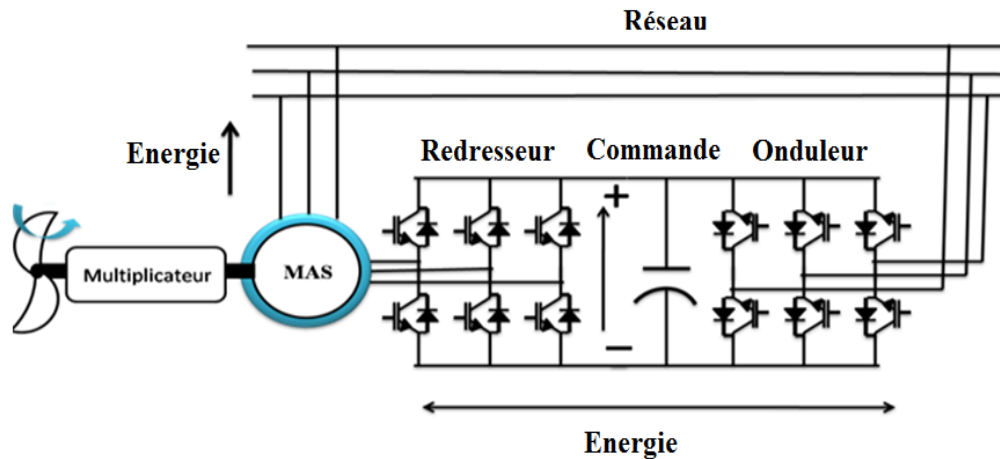 Réseau
Energie
Redresseur
Commande
Onduleur
+
Multiplicateur
MAS
−
Energie